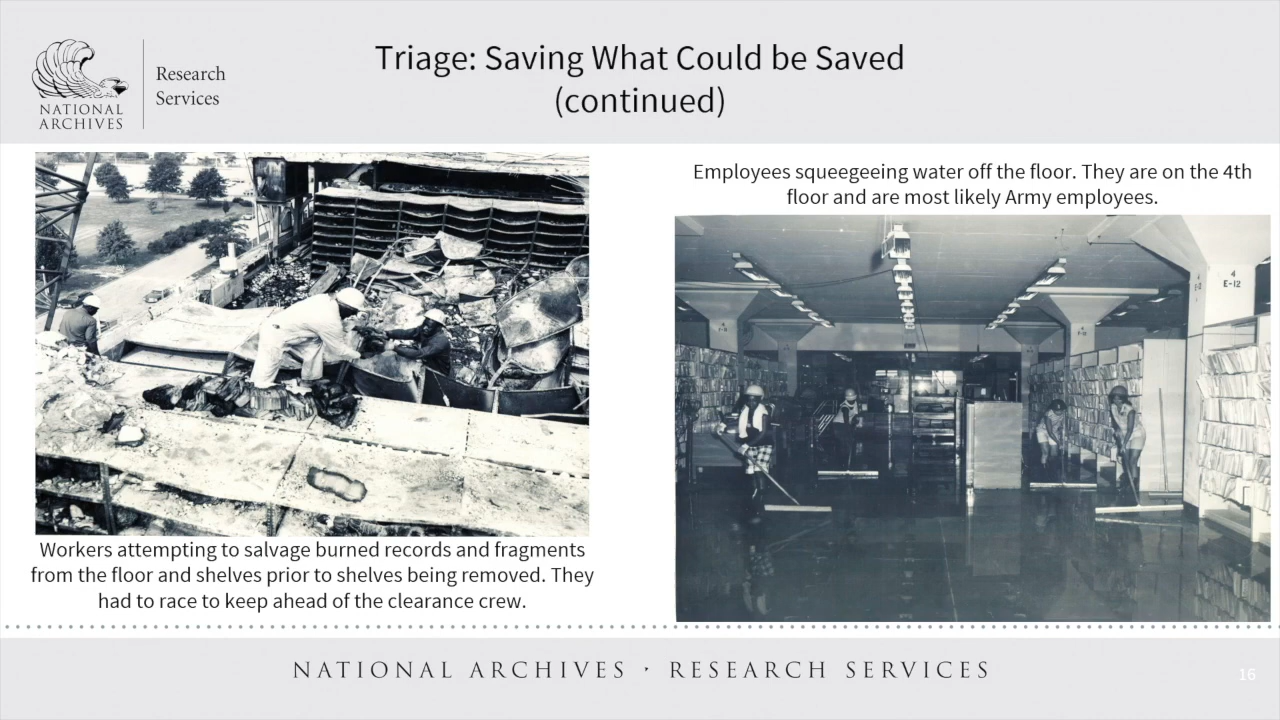 NATIONAL
ARCHIVES
Research
Services
Triage: Saving What Could be Saved
(continued)
Workers attempting to salvage burned records and fragments
from the floor and shelves prior to shelves being removed. They
had to race to keep ahead of the clearance crew.
Employees squeegeeing water off the floor. They are on the 4th
floor and are most likely Army employees.
4
E-12
NATIONAL ARCHIVES · RESEARCH SERVICES
16